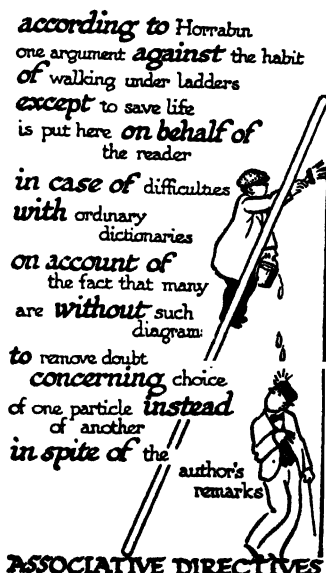 according to Horrabin
one argument against the habit
of walking under ladders
except to save life
is put here on behalf of
the reader
in case of difficulties
with ordinary
dictionaries
on account of
the fact that many
are without such
diagram:
to remove doubt
concerning choice
of one particle instead
of another
in spite of the
author's
remarks
ASSOCIATIVE DIRECTIVES